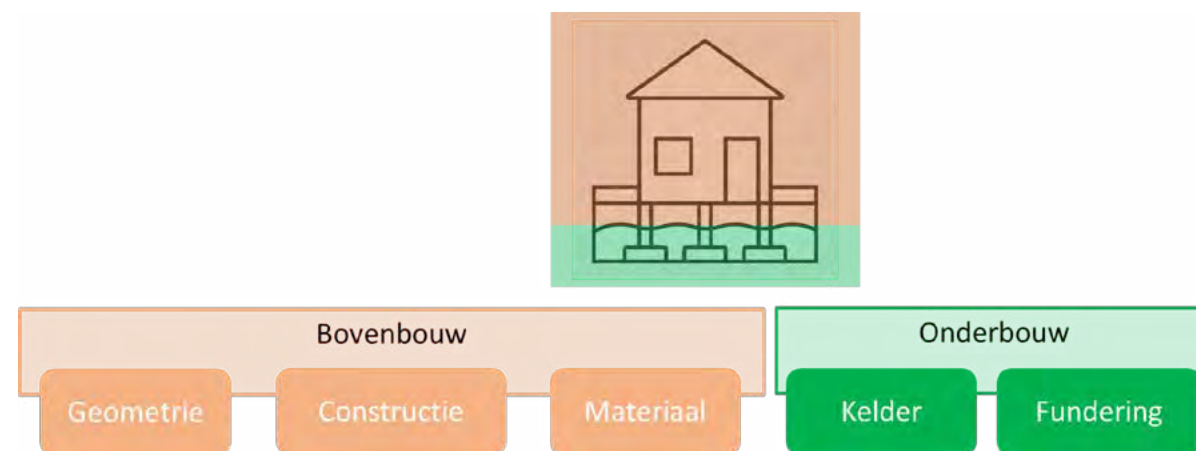 Bovenbouw
Onderbouw
Geometrie
Constructie
Materiaal
Kelder
Fundering